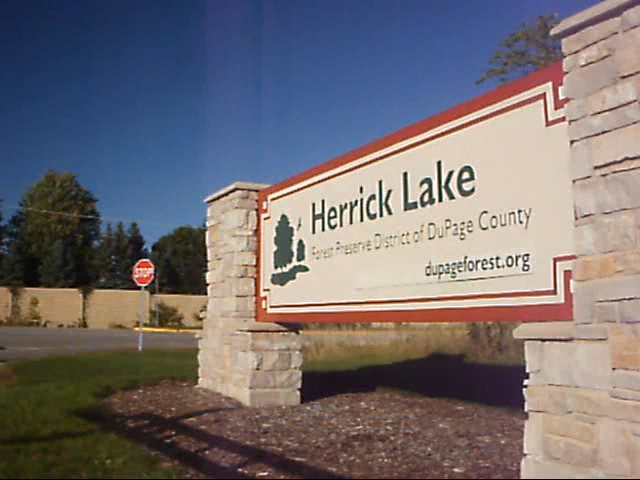 Herrick Lake
Forest Preserve District of DuPage County
dupageforest.org
STOP